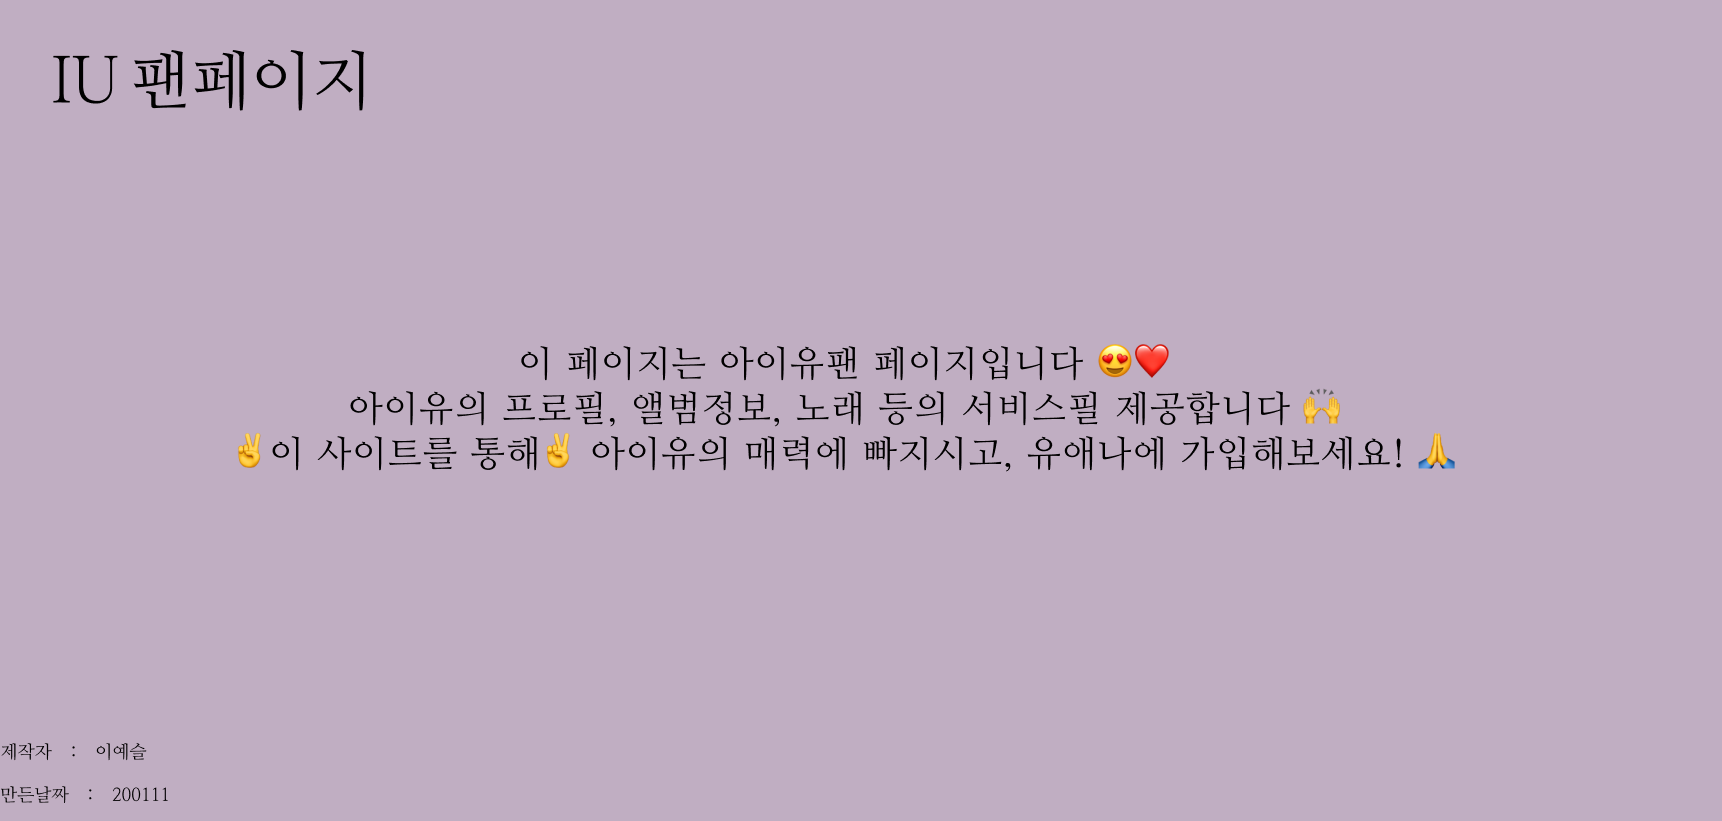 IU 팬페이지
이 페이지는 아이유팬 페이지입니다 😍❤️
아이유의 프로필, 앨범정보, 노래 등의 서비스필 제공합니다 🙌
✌️이 사이트를 통해✌️ 아이유의 매력에 빠지시고, 유애나에 가입해보세요! 🙏
제작자 : 이예슬
만든날짜 : 200111